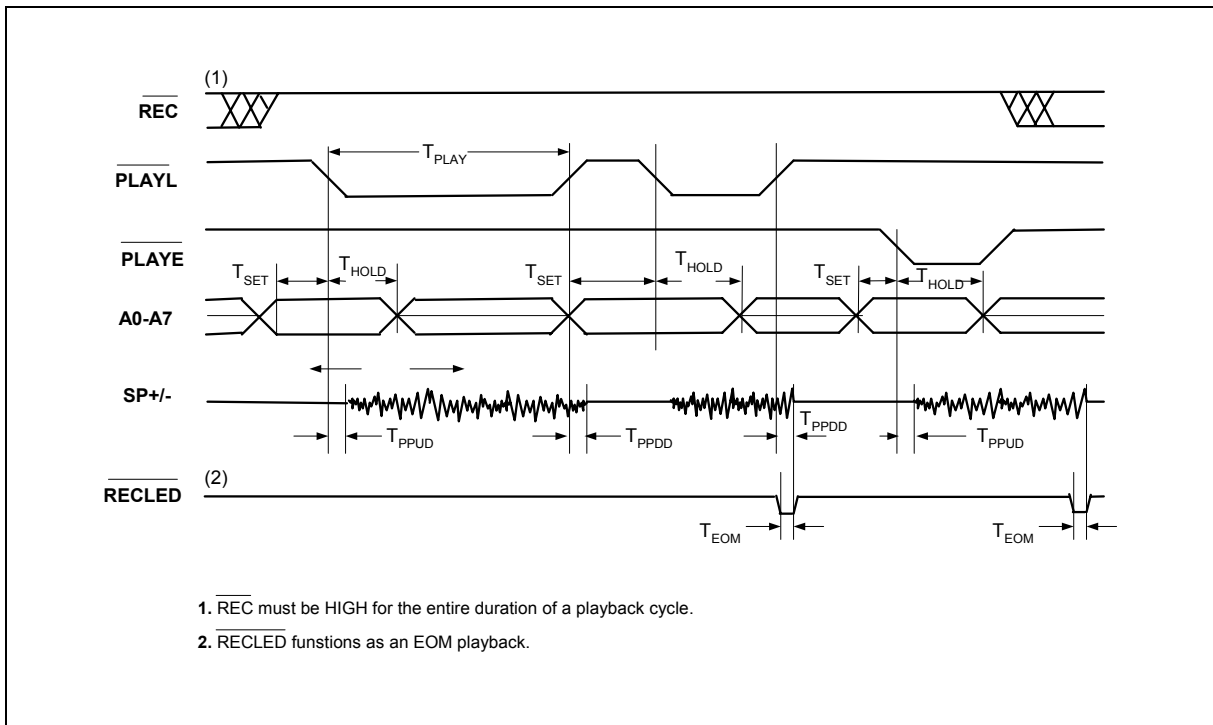 (1)
REC
T_PLAY
PLAYL
PLAYE
T_SET T_HOLD T_SET T_HOLD T_SET T_HOLD
A0-A7
SP+/-
T_PPUD T_PPDD T_PPDD T_PPUD
(2)
RECLED
T_EOM T_EOM
1. REC must be HIGH for the entire duration of a playback cycle.
2. RECLED funstions as an EOM playback.